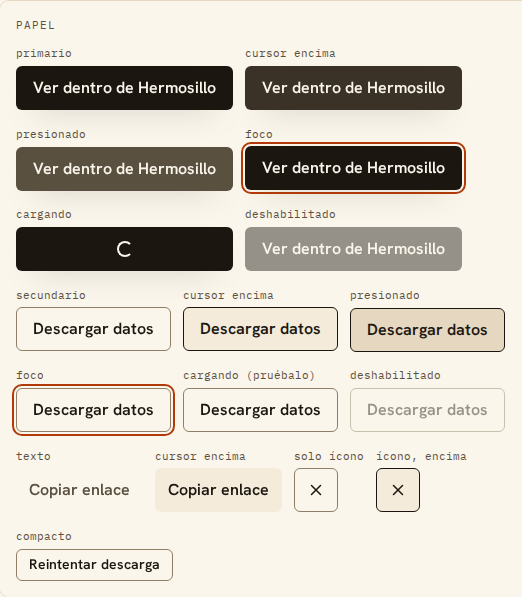 PAPEL
primario cursor encima
Ver dentro de Hermosillo Ver dentro de Hermosillo
presionado foco
Ver dentro de Hermosillo Ver dentro de Hermosillo
cargando deshabilitado
Ver dentro de Hermosillo
secundario cursor encima presionado
Descargar datos Descargar datos Descargar datos
foco cargando (pruébalo) deshabilitado
Descargar datos Descargar datos Descargar datos
texto cursor encima solo icono ícono, encima
Copiar enlace Copiar enlace
compacto
Reintentar descarga